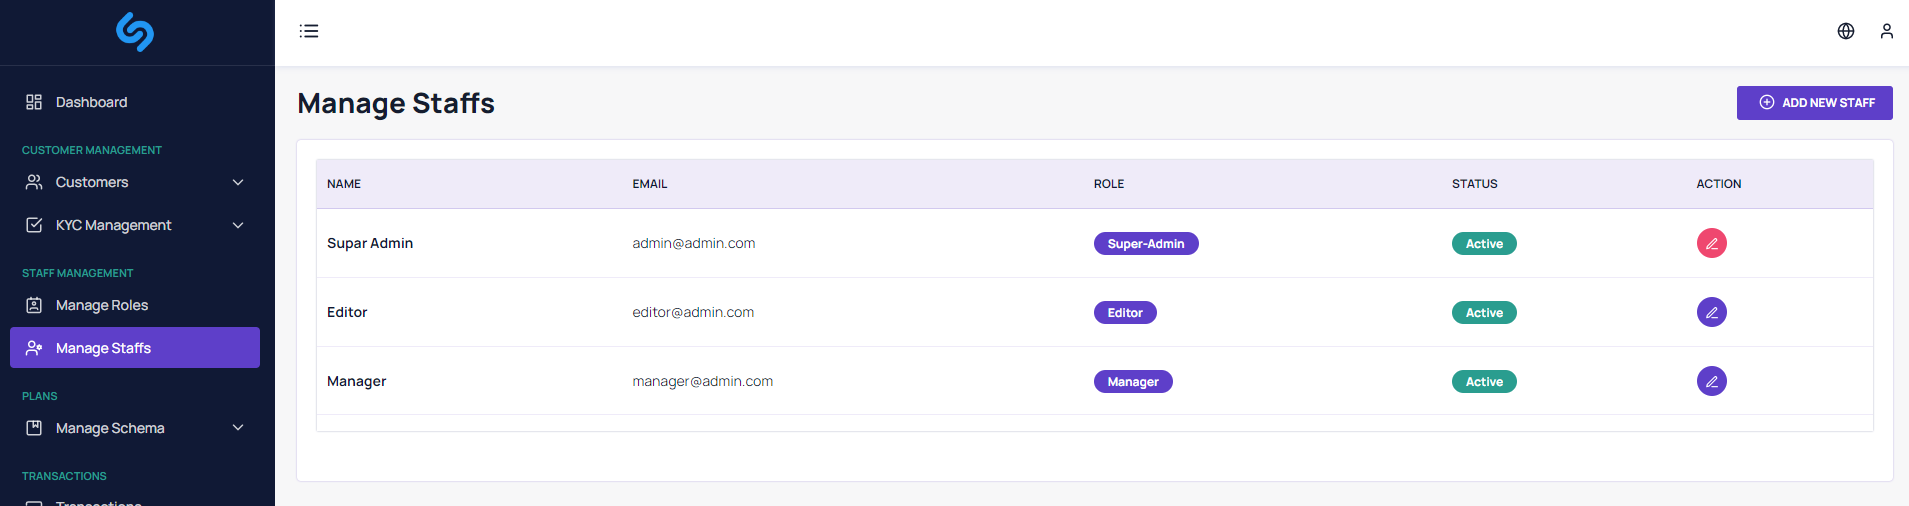 Dashboard
CUSTOMER MANAGEMENT
Customers
KYC Management
STAFF MANAGEMENT
Manage Roles
Manage Staffs
PLANS
Manage Schema
TRANSACTIONS
Transactions
Manage Staffs
ADD NEW STAFF
NAME EMAIL ROLE STATUS ACTION
Supar Admin admin@admin.com Super-Admin Active
Editor editor@admin.com Editor Active
Manager manager@admin.com Manager Active